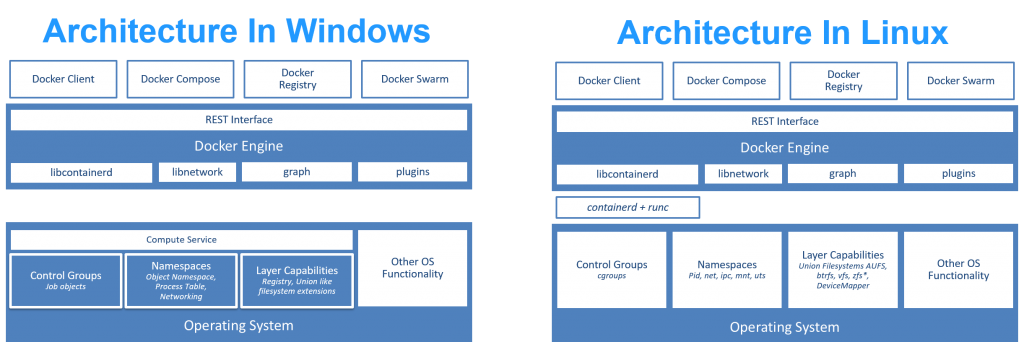 Architecture In Windows
Docker Client
Docker Compose
Docker
Registry
Docker Swarm
REST Interface
Docker Engine
libcontainerd
libnetwork
graph
plugins
Compute Service
Control Groups
Job objects
Namespaces
Object Namespace,
Process Table,
Networking
Layer Capabilities
Registry, Union like
filesystem extensions
Other OS
Functionality
Operating System
Architecture In Linux
Docker Client
Docker Compose
Docker
Registry
Docker Swarm
REST Interface
Docker Engine
libcontainerd
libnetwork
graph
plugins
containerd + runc
Control Groups
cgroups
Namespaces
Pid, net, ipc, mnt, uts
Layer Capabilities
Union Filesystems AUFS,
btrfs, vfs, zfs*,
DeviceMapper
Other OS
Functionality
Operating System